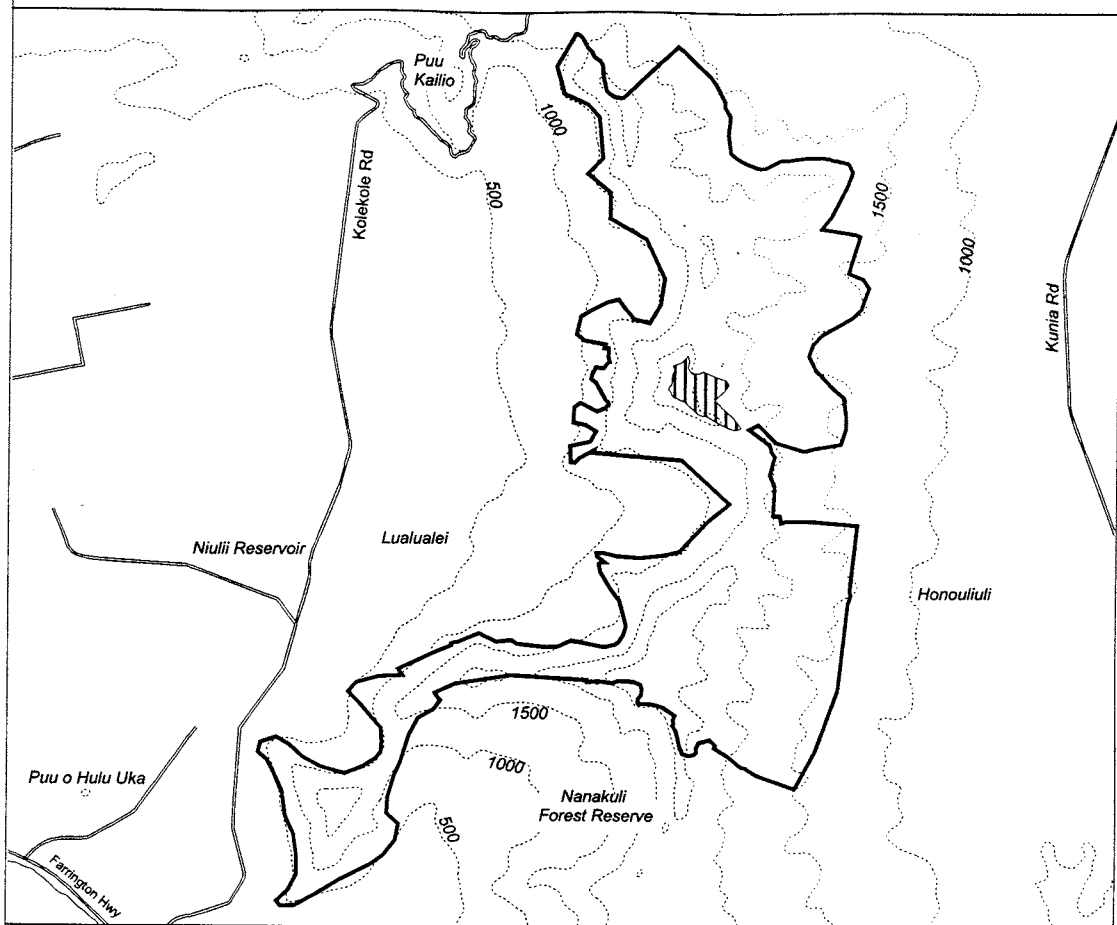 Puu
Kailio
1000
Kolekole Rd
500
1500
1000
Kunia Rd
Niulii Reservoir
Lualualei
Honouliuli
1500
1000
Puu o Hulu Uka
Nanakuli
Forest Reserve
500
Farrington Hwy